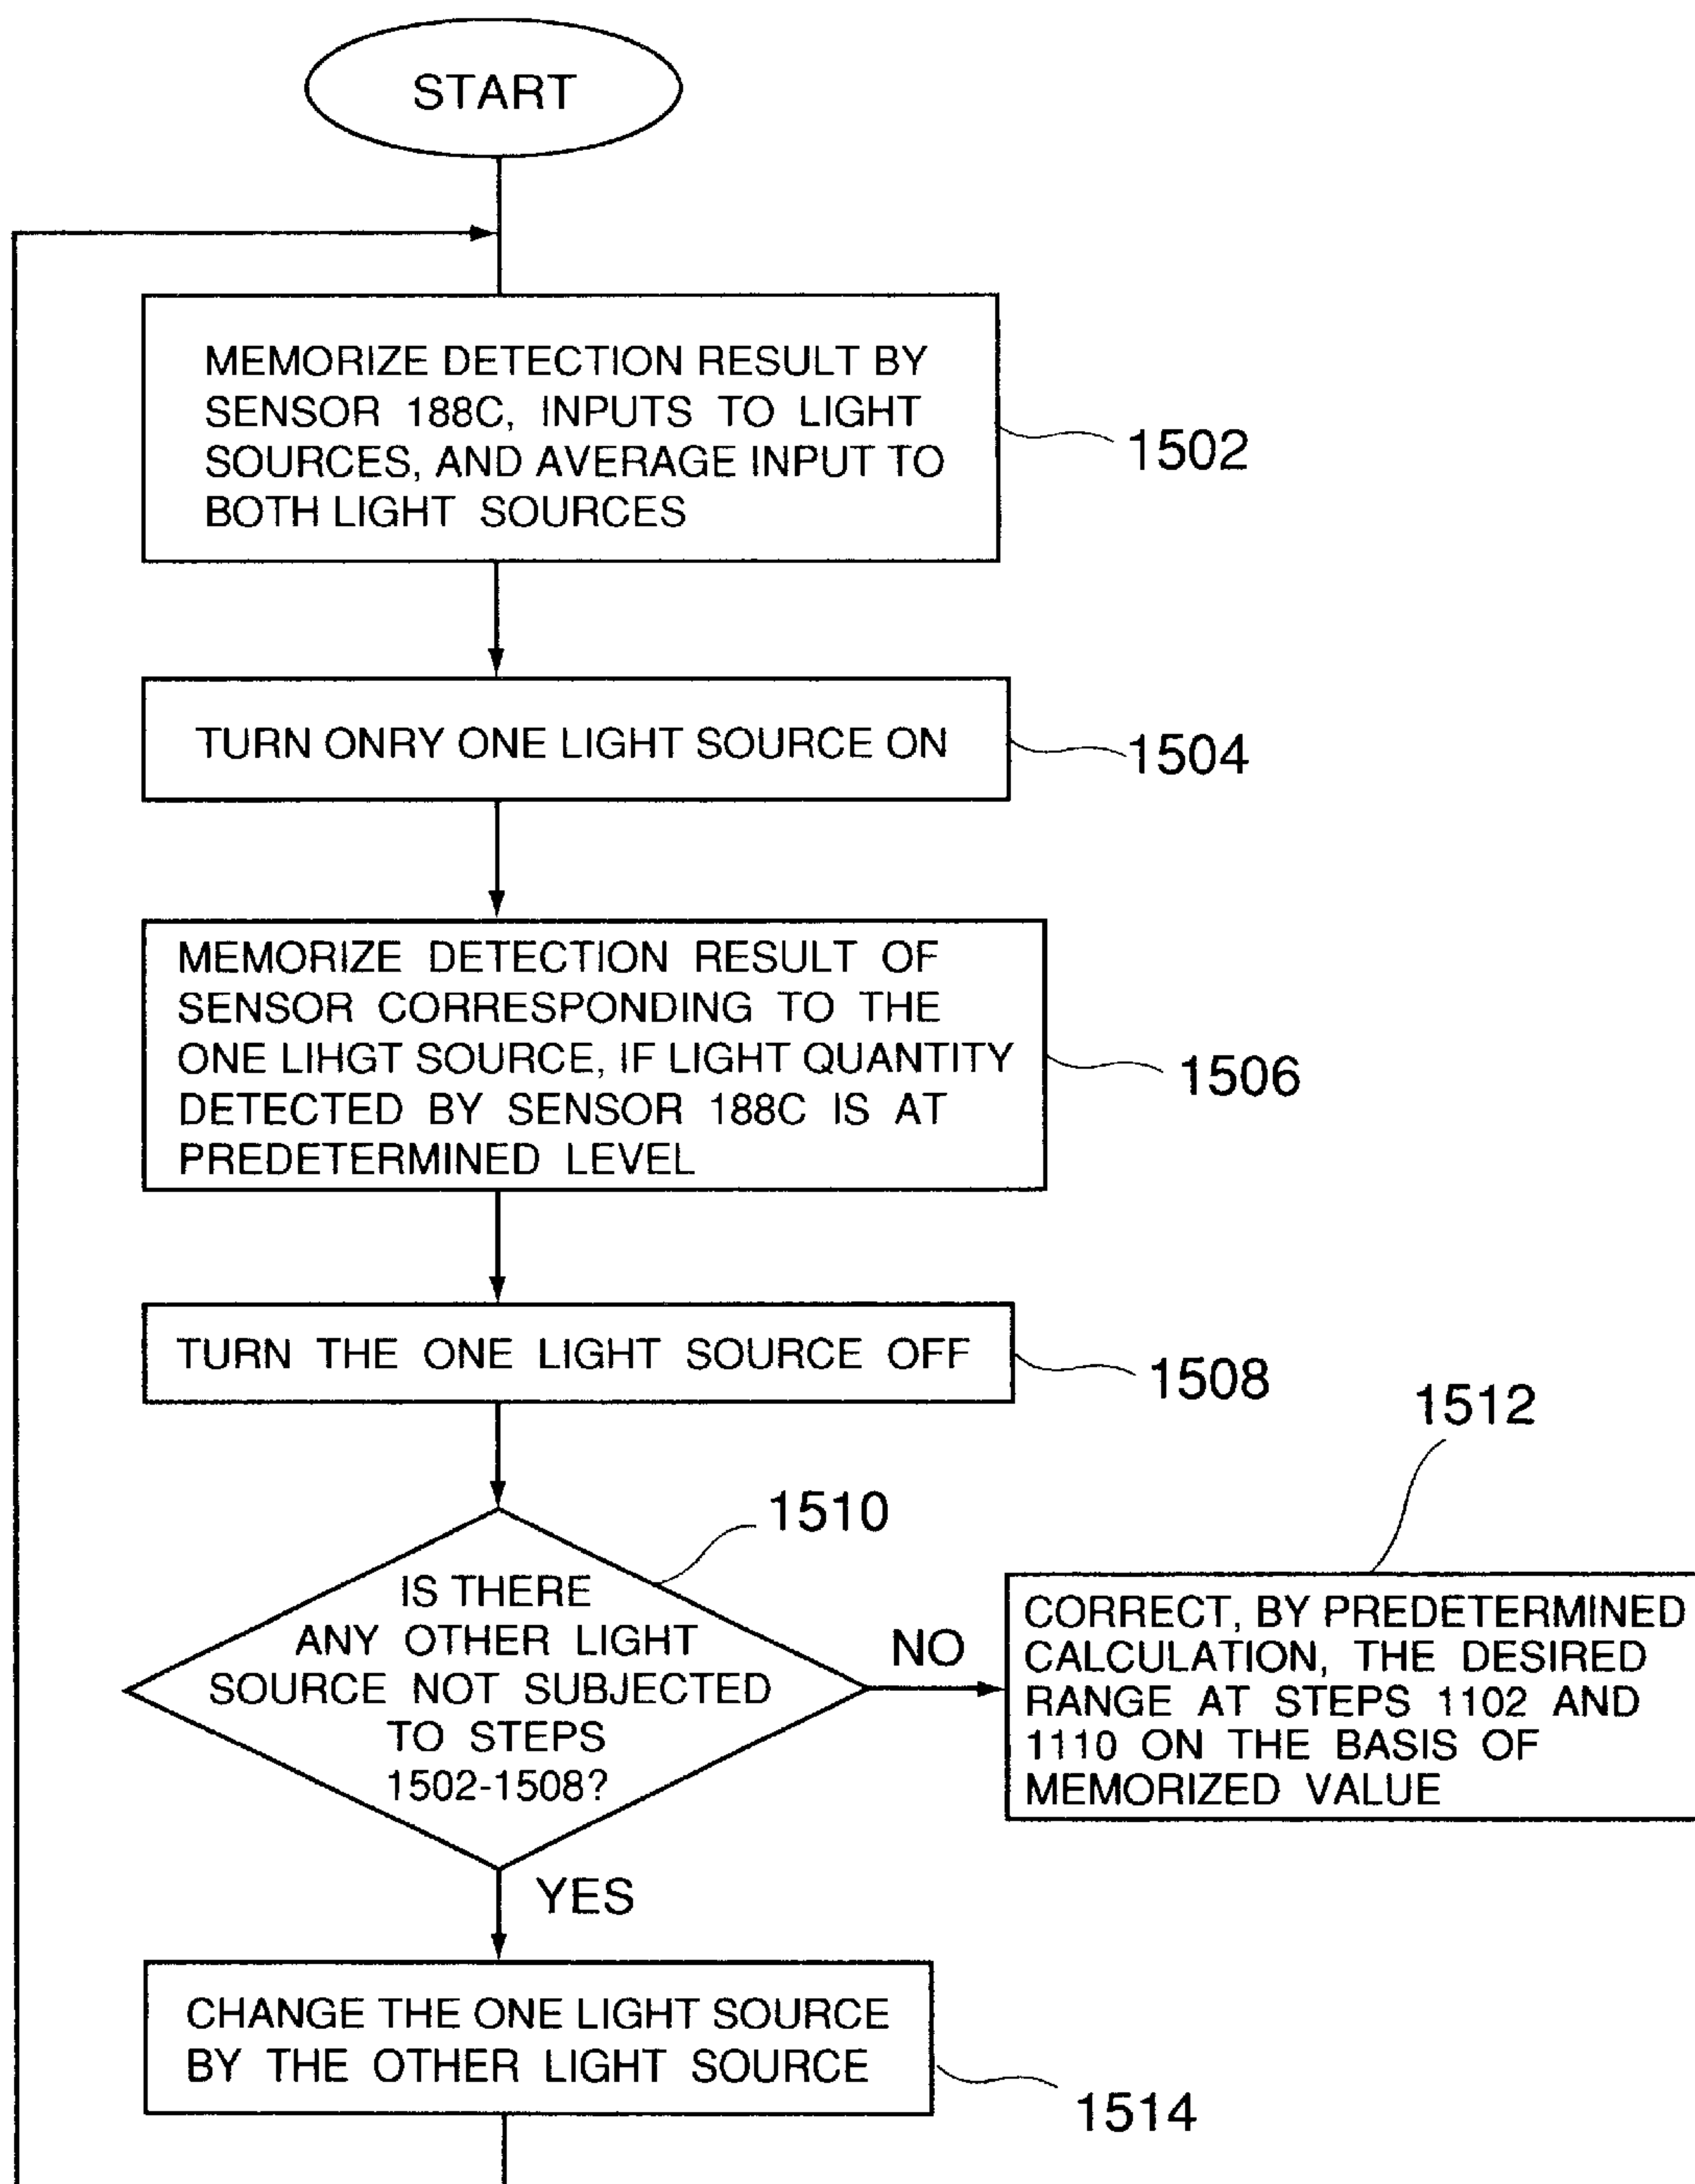 START
MEMORIZE DETECTION RESULT BY
SENSOR 188C, INPUTS TO LIGHT
SOURCES, AND AVERAGE INPUT TO
BOTH LIGHT SOURCES
1502
TURN ONRY ONE LIGHT SOURCE ON
1504
MEMORIZE DETECTION RESULT OF
SENSOR CORRESPONDING TO THE
ONE LIHGT SOURCE, IF LIGHT QUANTITY
DETECTED BY SENSOR 188C IS AT
PREDETERMINED LEVEL
1506
TURN THE ONE LIGHT SOURCE OFF
1508
1510
IS THERE
ANY OTHER LIGHT
SOURCE NOT SUBJECTED
TO STEPS
1502-1508?
NO
1512
CORRECT, BY PREDETERMINED
CALCULATION, THE DESIRED
RANGE AT STEPS 1102 AND
1110 ON THE BASIS OF
MEMORIZED VALUE
YES
CHANGE THE ONE LIGHT SOURCE
BY THE OTHER LIGHT SOURCE
1514